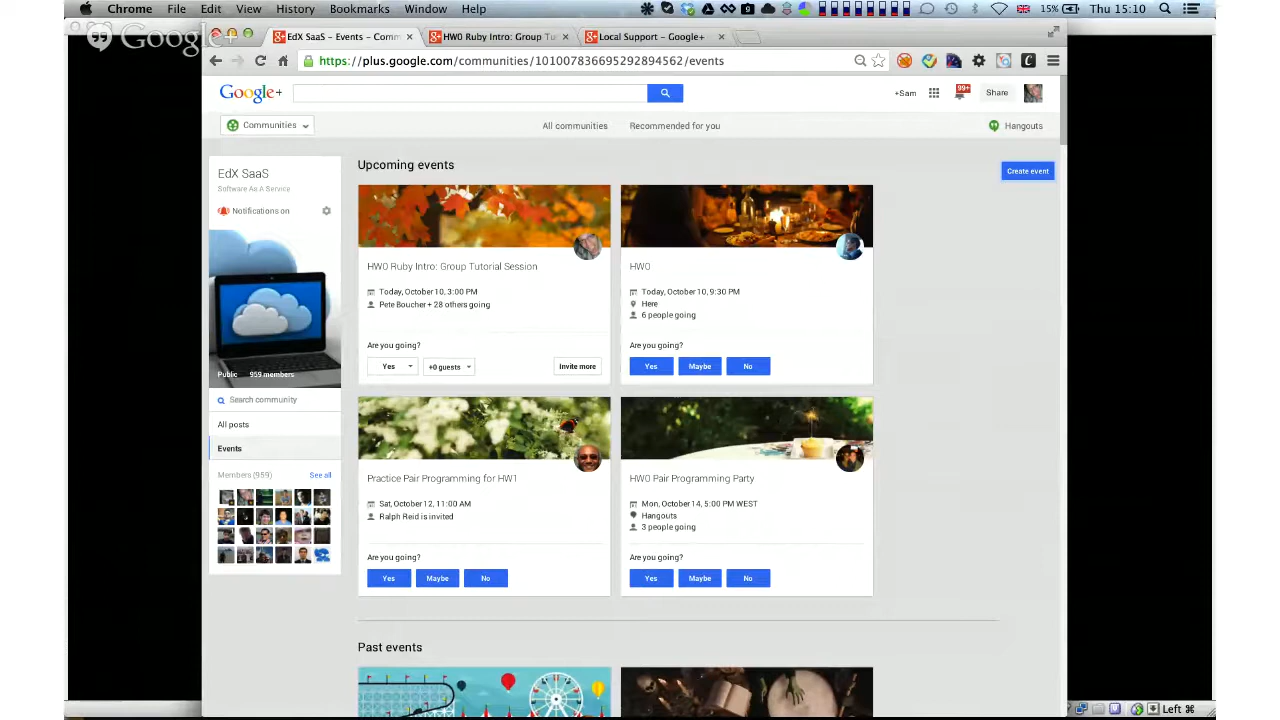 Chrome File Edit View History Bookmarks Window Help 15% Thu 15:10
Google+
EdX SaaS - Events - Comm
HW0 Ruby Intro: Group Tut
Local Support - Google+
https://plus.google.com/communities/101007836695292894562/events
Google+
+Sam
99+
Share
Communities
All communities
Recommended for you
Hangouts
EdX SaaS
Software As A Service
Notifications on
Public 959 members
Search community
All posts
Events
Members (959) See all
Upcoming events
Create event
HW0 Ruby Intro: Group Tutorial Session
Today, October 10, 3:00 PM
Pete Boucher + 28 others going
Are you going?
Yes +0 guests Invite more
HW0
Today, October 10, 9:30 PM
Here
6 people going
Are you going?
Yes Maybe No
Practice Pair Programming for HW1
Sat, October 12, 11:00 AM
Ralph Reid is invited
Are you going?
Yes Maybe No
HW0 Pair Programming Party
Mon, October 14, 5:00 PM WEST
Hangouts
3 people going
Are you going?
Yes Maybe No
Past events
Left ⌘